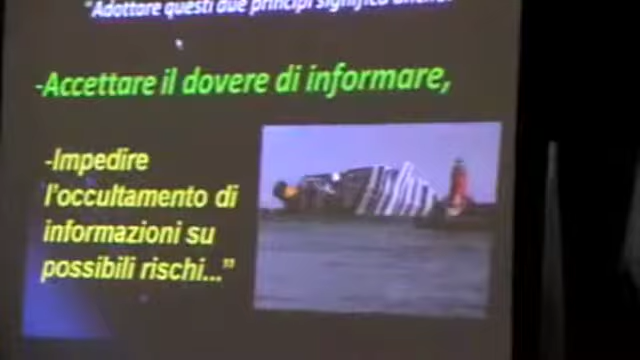 "Adottare questi due principi significa anche:
-Accettare il dovere di informare,
-Impedire
l'occultamento di
informazioni su
possibili rischi..."